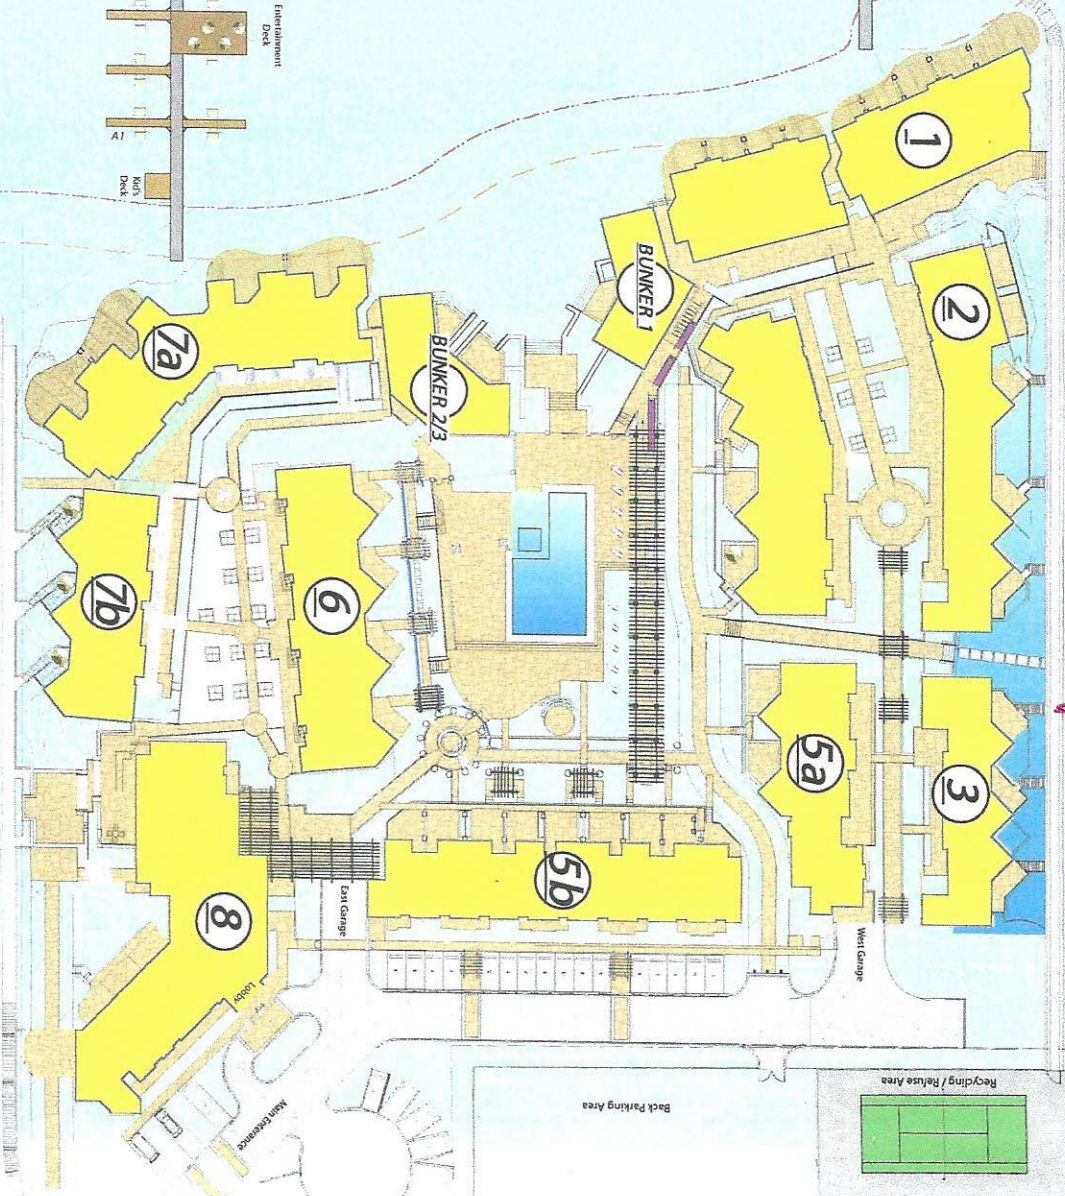 Entertainment
Deck
A1
Kid's
Deck
1
2
BUNKER 1
BUNKER 2/3
7a
7b
6
5a
3
5b
8
East Garage
West Garage
Lobby
Main Enterance
Back Parking Area
Recycling / Refuse Area